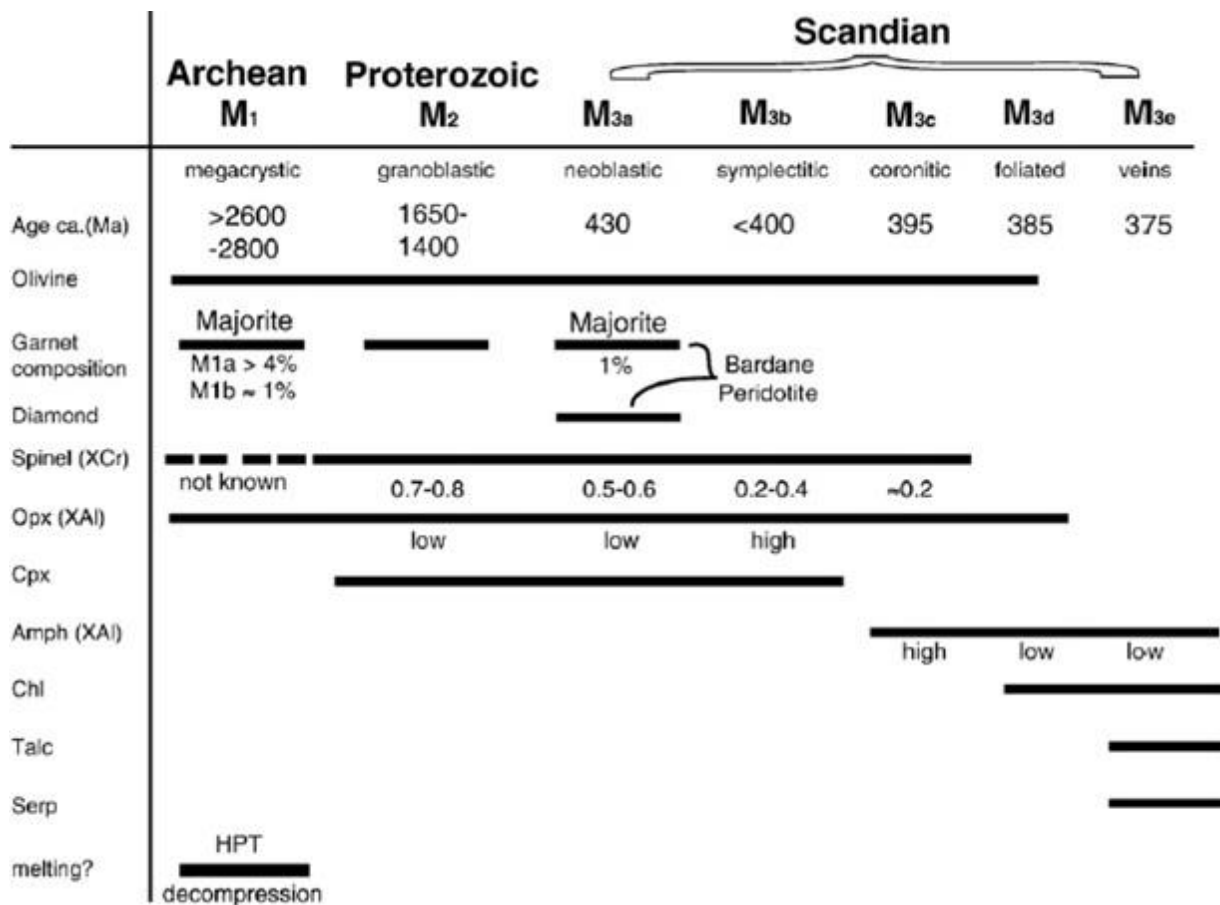 Scandian
Archean Proterozoic
M1 M2 M3a M3b M3c M3d M3e
megacrystic granoblastic neoblastic symplectitic coronitic foliated veins
Age ca.(Ma) >2600 -2800 1650- 1400 430 <400 395 385 375
Olivine
Garnet composition Majorite Majorite
M1a > 4% 1% Bardane
M1b ≈ 1% Peridotite
Diamond
Spinel (XCr)
not known 0.7-0.8 0.5-0.6 0.2-0.4 ≈0.2
Opx (XAl)
low low high
Cpx
Amph (XAl)
high low low
Chl
Talc
Serp
HPT
melting?
decompression